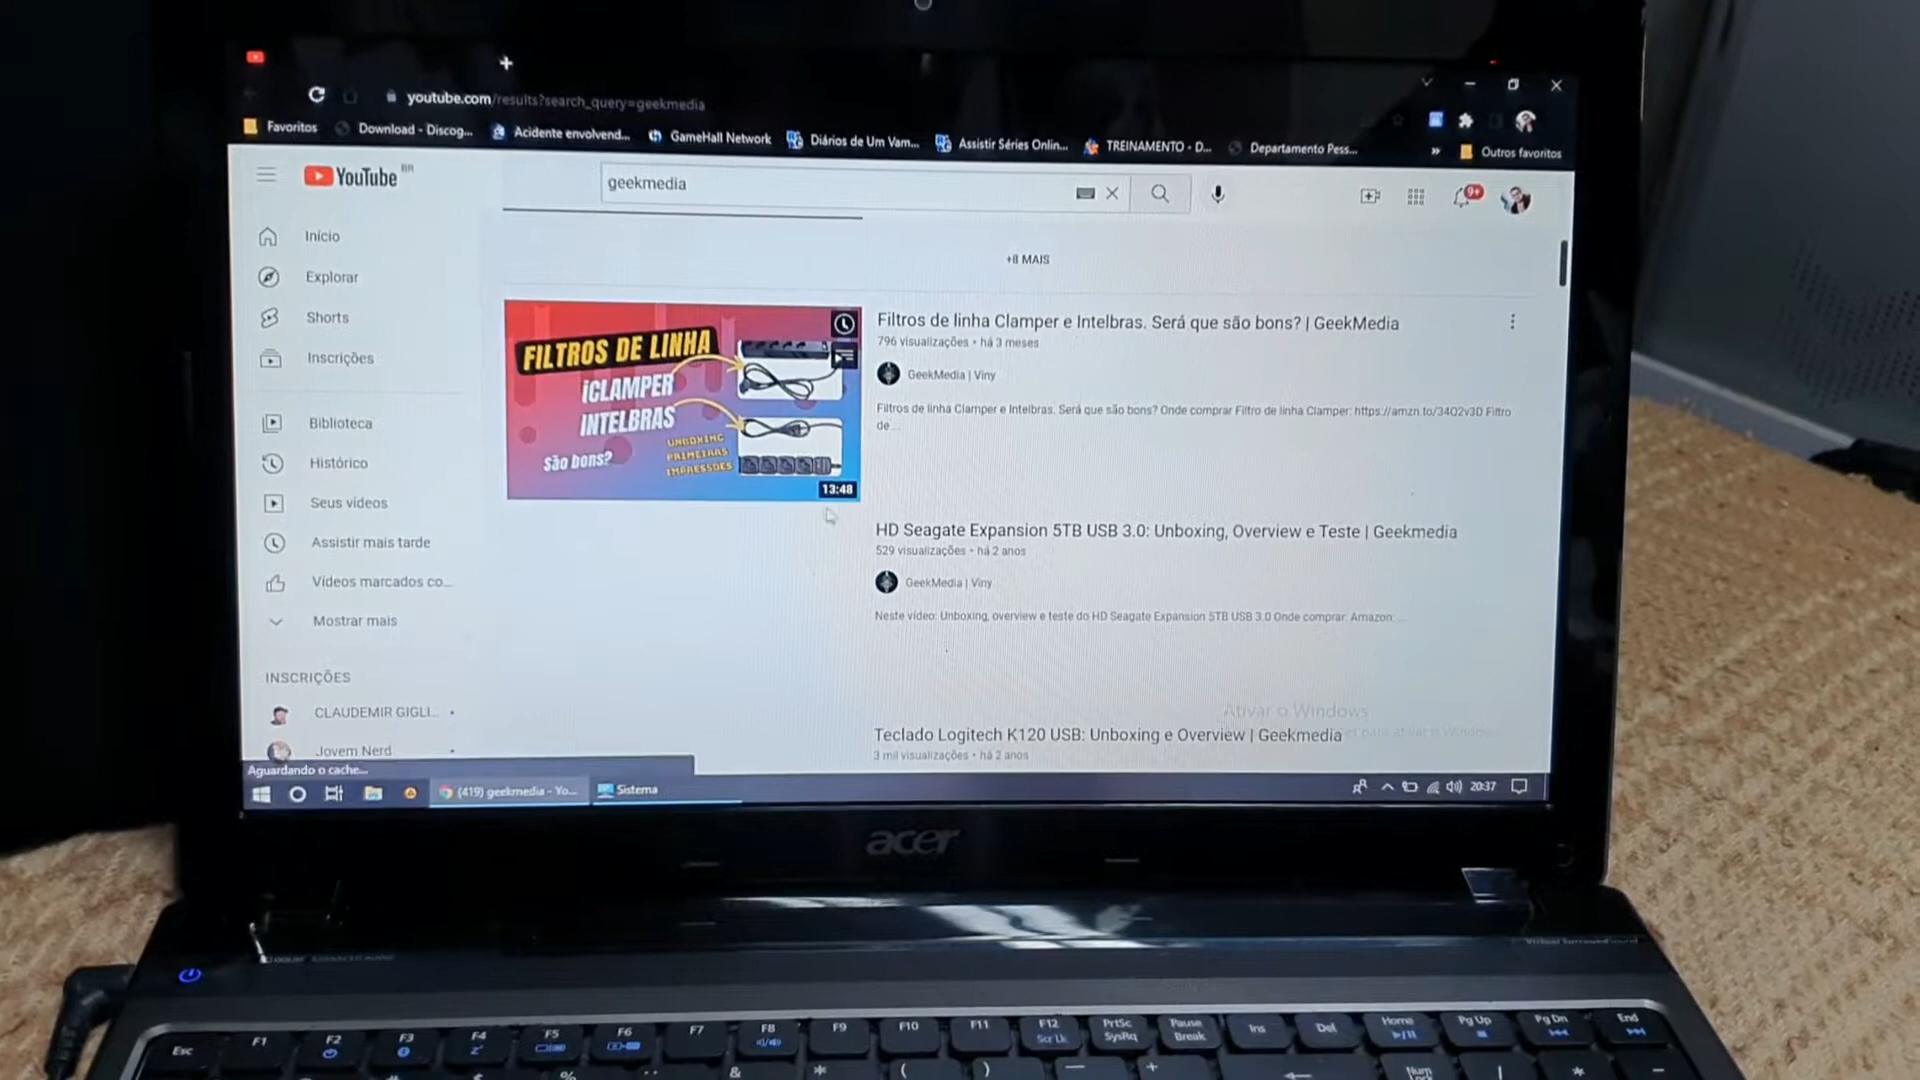 youtube.com/results?search_query=geekmedia
Favoritos
Download - Discog...
Acidente envolvend...
GameHall Network
Diários de Um Vam...
Assistir Séries Onlin...
TREINAMENTO - D...
Departamento Pess...
»
Outros favoritos
YouTube BR
geekmedia
9+
Início
Explorar
Shorts
Inscrições
Biblioteca
Histórico
Seus vídeos
Assistir mais tarde
Vídeos marcados co...
Mostrar mais
INSCRIÇÕES
CLAUDEMIR GIGLI...
Jovem Nerd
+8 MAIS
FILTROS DE LINHA
iCLAMPER
INTELBRAS
São bons?
UNBOXING
PRIMEIRAS
IMPRESSÕES
13:48
Filtros de linha Clamper e Intelbras. Será que são bons? | GeekMedia
796 visualizações • há 3 meses
GeekMedia | Viny
Filtros de linha Clamper e Intelbras. Será que são bons? Onde comprar Filtro de linha Clamper: https://amzn.to/34Q2v3D Filtro
de ...
HD Seagate Expansion 5TB USB 3.0: Unboxing, Overview e Teste | Geekmedia
529 visualizações • há 2 anos
GeekMedia | Viny
Neste vídeo: Unboxing, overview e teste do HD Seagate Expansion 5TB USB 3.0 Onde comprar: Amazon: ...
Ativar o Windows
Teclado Logitech K120 USB: Unboxing e Overview | Geekmedia
3 mil visualizações • há 2 anos
Aguardando o cache...
(419) geekmedia - Yo...
Sistema
20:37
acer
Esc F1 F2 F3 F4 F5 F6 F7 F8 F9 F10 F11 F12 PrtSc Pause Ins Del Home Pg Up Pg Dn End
Scr Lk SysRq Break
% & * ( ) — + Num * −